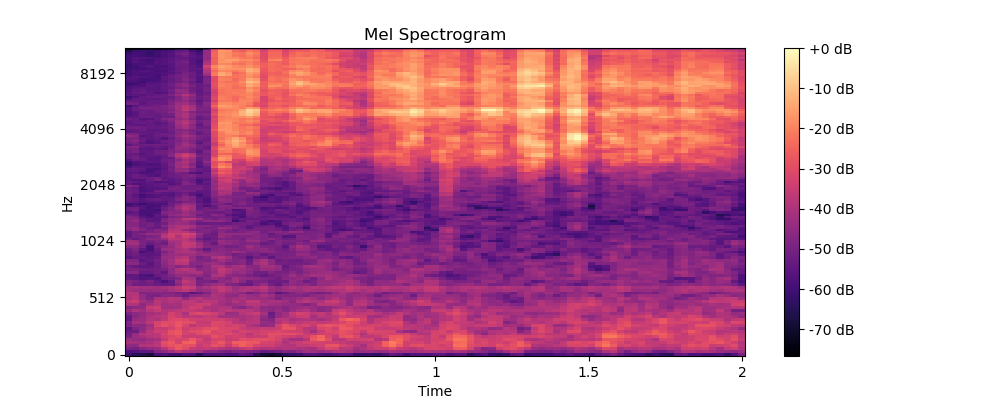 Mel Spectrogram
Hz
8192
4096
2048
1024
512
0
0
0.5
1
1.5
2
Time
+0 dB
-10 dB
-20 dB
-30 dB
-40 dB
-50 dB
-60 dB
-70 dB